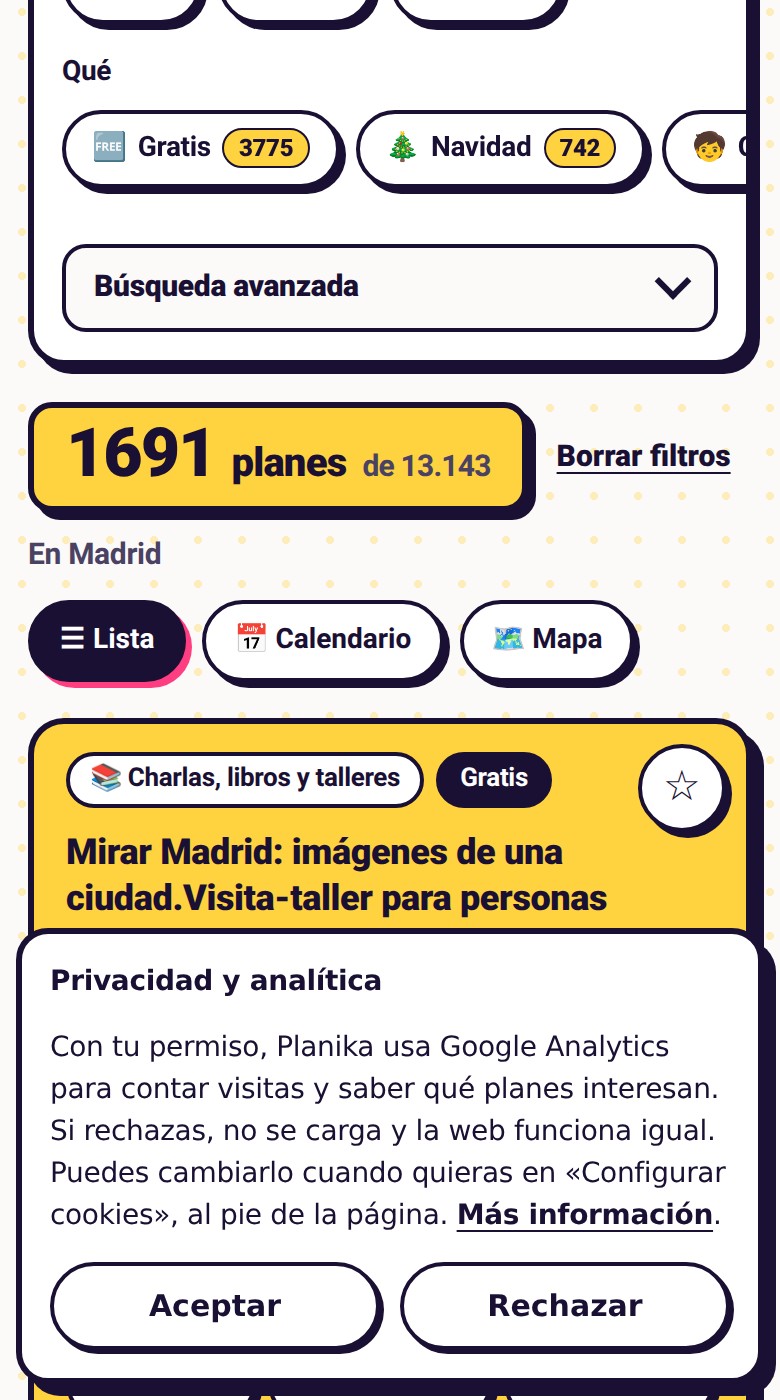 Qué
🆓 Gratis 3775 🎄 Navidad 742
Búsqueda avanzada
1691 planes de 13.143 Borrar filtros
En Madrid
☰ Lista 📅 Calendario 🗺️ Mapa
📚 Charlas, libros y talleres Gratis ☆
Mirar Madrid: imágenes de una
ciudad.Visita-taller para personas
Privacidad y analítica
Con tu permiso, Planika usa Google Analytics
para contar visitas y saber qué planes interesan.
Si rechazas, no se carga y la web funciona igual.
Puedes cambiarlo cuando quieras en «Configurar
cookies», al pie de la página. Más información.
Aceptar Rechazar